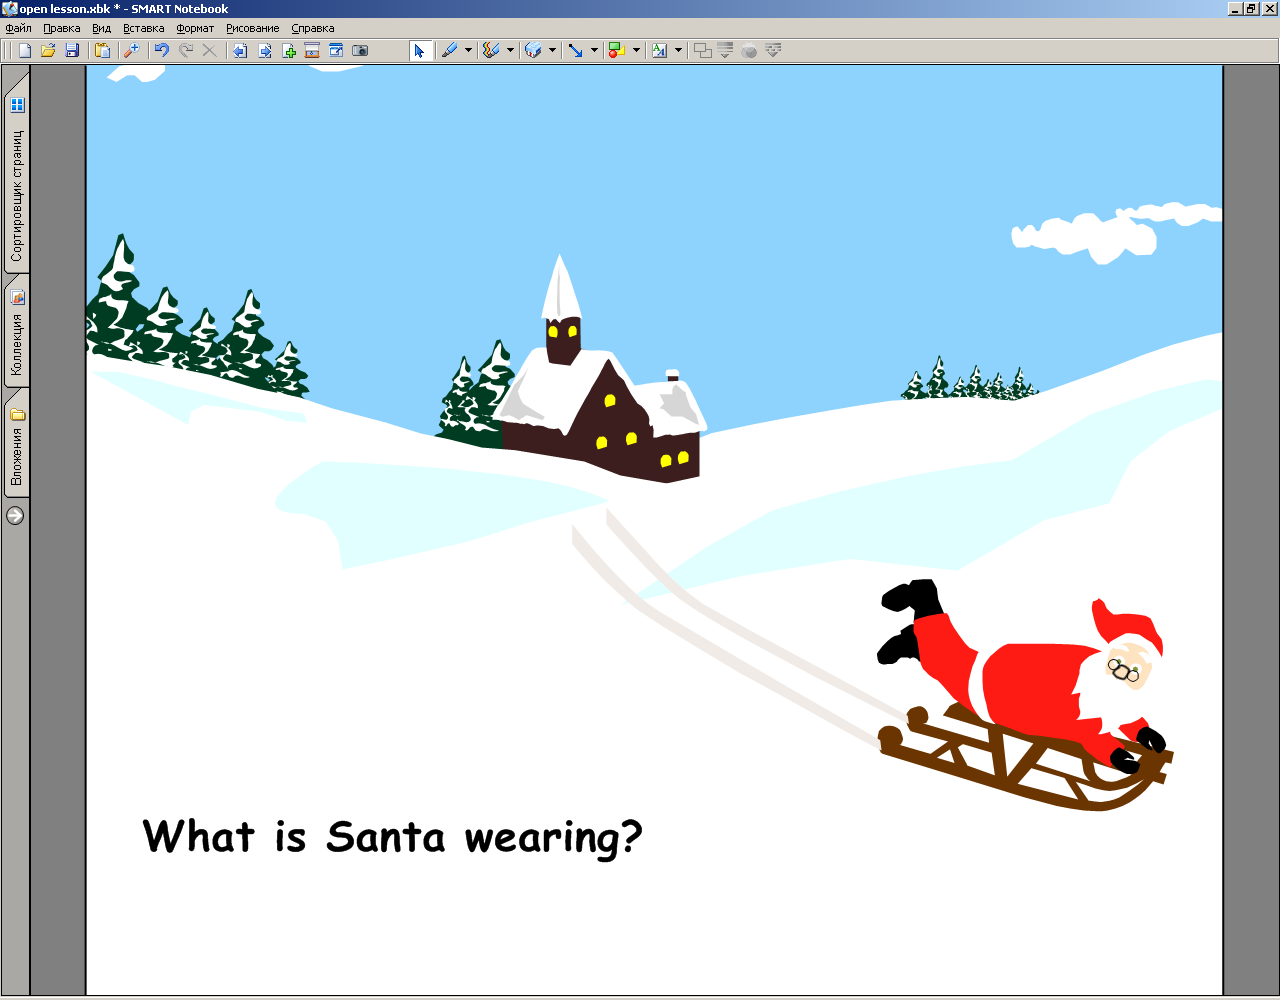 open lesson.xbk * - SMART Notebook
Файл Правка Вид Вставка Формат Рисование Справка
Сортировщик страниц
Коллекция
Вложения
What is Santa wearing?